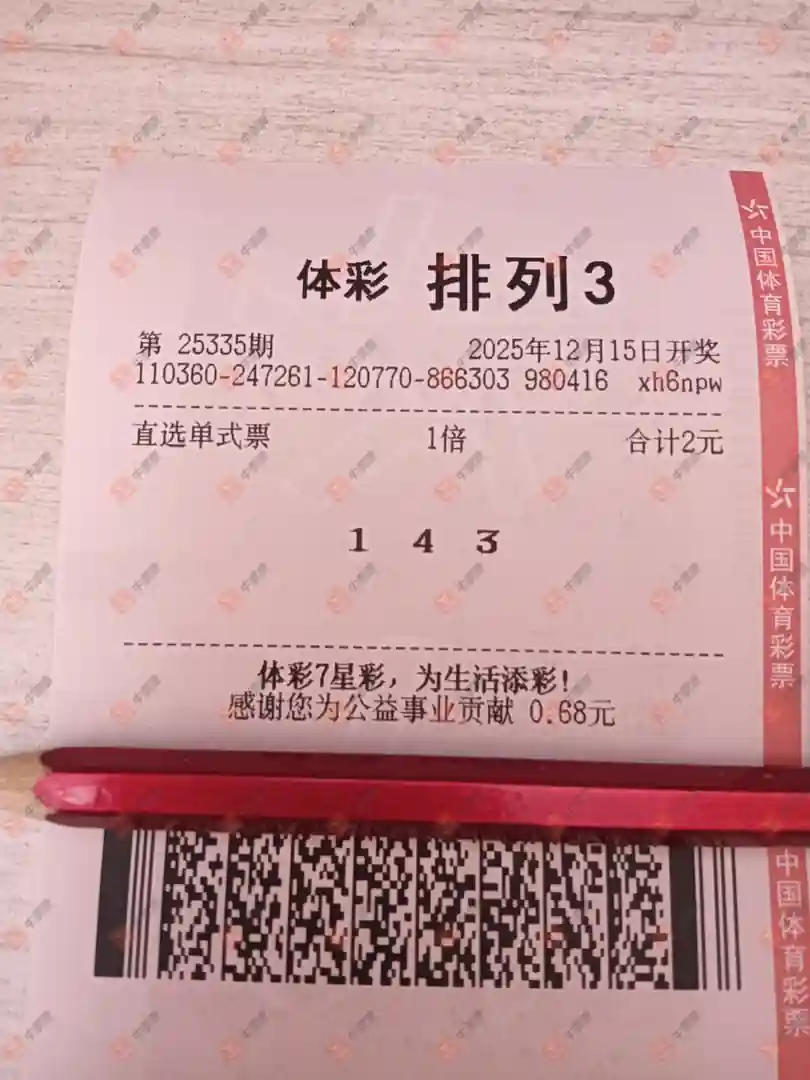 体彩 排列3
第 25335期 2025年12月15日开奖
110360-247261-120770-866303 980416 xh6npw
直选单式票 1倍 合计2元
1 4 3
体彩7星彩，为生活添彩!
感谢您为公益事业贡献 0.68元
中国体育彩票
中国体育彩票
中国体育彩票